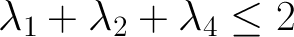 λ₁ + λ₂ + λ₄ ≤ 2